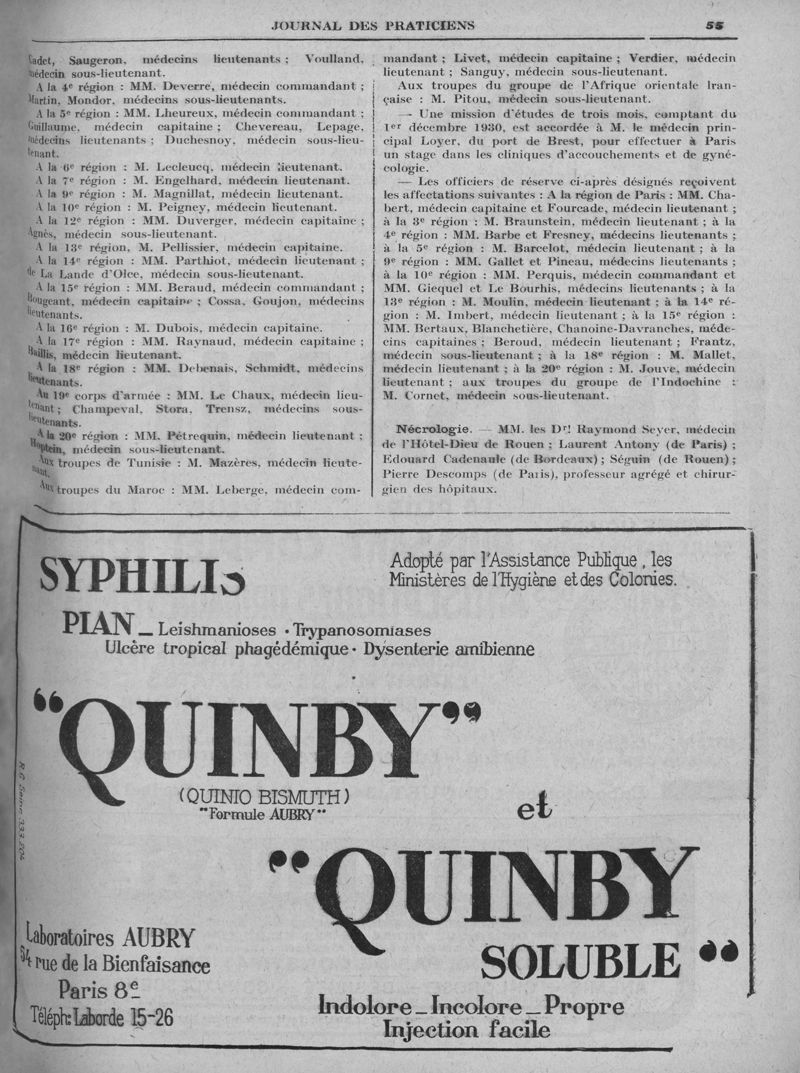 JOURNAL DES PRATICIENS 55
Cadet, Saugeron, médecins lieutenants ; Voulland,
médecin sous-lieutenant.
A la 4e région : MM. Deverre, médecin commandant ;
Martin, Mondor, médecins sous-lieutenants.
A la 5e région : MM. Lheureux, médecin commandant ;
Guillaume, médecin capitaine ; Chevereau, Lepage,
médecins lieutenants ; Duchesnoy, médecin sous-lieu-
tenant.
A la 6e région : M. Lecleucq, médecin lieutenant.
A la 7e région : M. Engelhard, médecin lieutenant.
A la 9e région : M. Magnillat, médecin lieutenant.
A la 10e région : M. Peigney, médecin lieutenant.
A la 12e région : MM. Duverger, médecin capitaine ;
Agnès, médecin sous-lieutenant.
A la 13e région, M. Pellissier, médecin capitaine.
A la 14e région : MM. Parthiot, médecin lieutenant ;
de La Lande d'Olce, médecin sous-lieutenant.
A la 15e région : MM. Beraud, médecin commandant ;
Bougeant, médecin capitaine ; Cossa, Goujon, médecins
lieutenants.
A la 16e région : M. Dubois, médecin capitaine.
A la 17e région : MM. Raynaud, médecin capitaine ;
Baillis, médecin lieutenant.
A la 18e région : MM. Debenais, Schmidt, médecins
lieutenants.
Au 19e corps d'armée : MM. Le Chaux, médecin lieu-
tenant ; Champeval, Stora, Trensz, médecins sous-
lieutenants.
A la 20e région : MM. Pétrequin, médecin lieutenant ;
médecin sous-lieutenant.
Aux troupes de Tunisie : M. Mazères, médecin lieute-
nant.
Aux troupes du Maroc : MM. Leberge, médecin com-
mandant ; Livet, médecin capitaine ; Verdier, médecin
lieutenant ; Sanguy, médecin sous-lieutenant.
Aux troupes du groupe de l'Afrique orientale fran-
çaise : M. Pitou, médecin sous-lieutenant.
— Une mission d'études de trois mois, comptant du
1er décembre 1930, est accordée à M. le médecin prin-
cipal Loyer, du port de Brest, pour effectuer à Paris
un stage dans les cliniques d'accouchements et de gyné-
cologie.
— Les officiers de réserve ci-après désignés reçoivent
les affectations suivantes : A la région de Paris : MM. Cha-
bert, médecin capitaine et Fourcade, médecin lieutenant ;
à la 3e région : M. Braunstein, médecin lieutenant ; à la
4e région : MM. Barbe et Fresney, médecins lieutenants ;
à la 5e région : M. Barcelot, médecin lieutenant ; à la
9e région : MM. Gallet et Pineau, médecins lieutenants ;
à la 10e région : MM. Perquis, médecin commandant et
MM. Giequel et Le Bourhis, médecins lieutenants ; à la
13e région : M. Moulin, médecin lieutenant ; à la 14e ré-
gion : M. Imbert, médecin lieutenant ; à la 15e région :
MM. Bertaux, Blanchetière, Chanoine-Davranches, méde-
cins capitaines ; Beroud, médecin lieutenant ; Frantz,
médecin sous-lieutenant ; à la 18e région : M. Mallet,
médecin lieutenant ; à la 20e région : M. Jouve, médecin
lieutenant ; aux troupes du groupe de l'Indochine :
M. Cornet, médecin sous-lieutenant.
Nécrologie. — MM. les Drs Raymond Seyer, médecin
de l'Hôtel-Dieu de Rouen ; Laurent Antony (de Paris) ;
Edouard Cadenaule (de Bordeaux) ; Séguin (de Rouen) ;
Pierre Descomps (de Paris), professeur agrégé et chirur-
gien des hôpitaux.
SYPHILIS
Adopté par l'Assistance Publique, les
Ministères de l'Hygiène et des Colonies.
PIAN — Leishmanioses • Trypanosomiases
Ulcère tropical phagédémique • Dysenterie amibienne
"QUINBY"
(QUINIO BISMUTH)
"Formule AUBRY"
et
"QUINBY
SOLUBLE"
Laboratoires AUBRY
54 rue de la Bienfaisance
Paris 8e
Téléph: Laborde 15-26
Indolore — Incolore — Propre
Injection facile